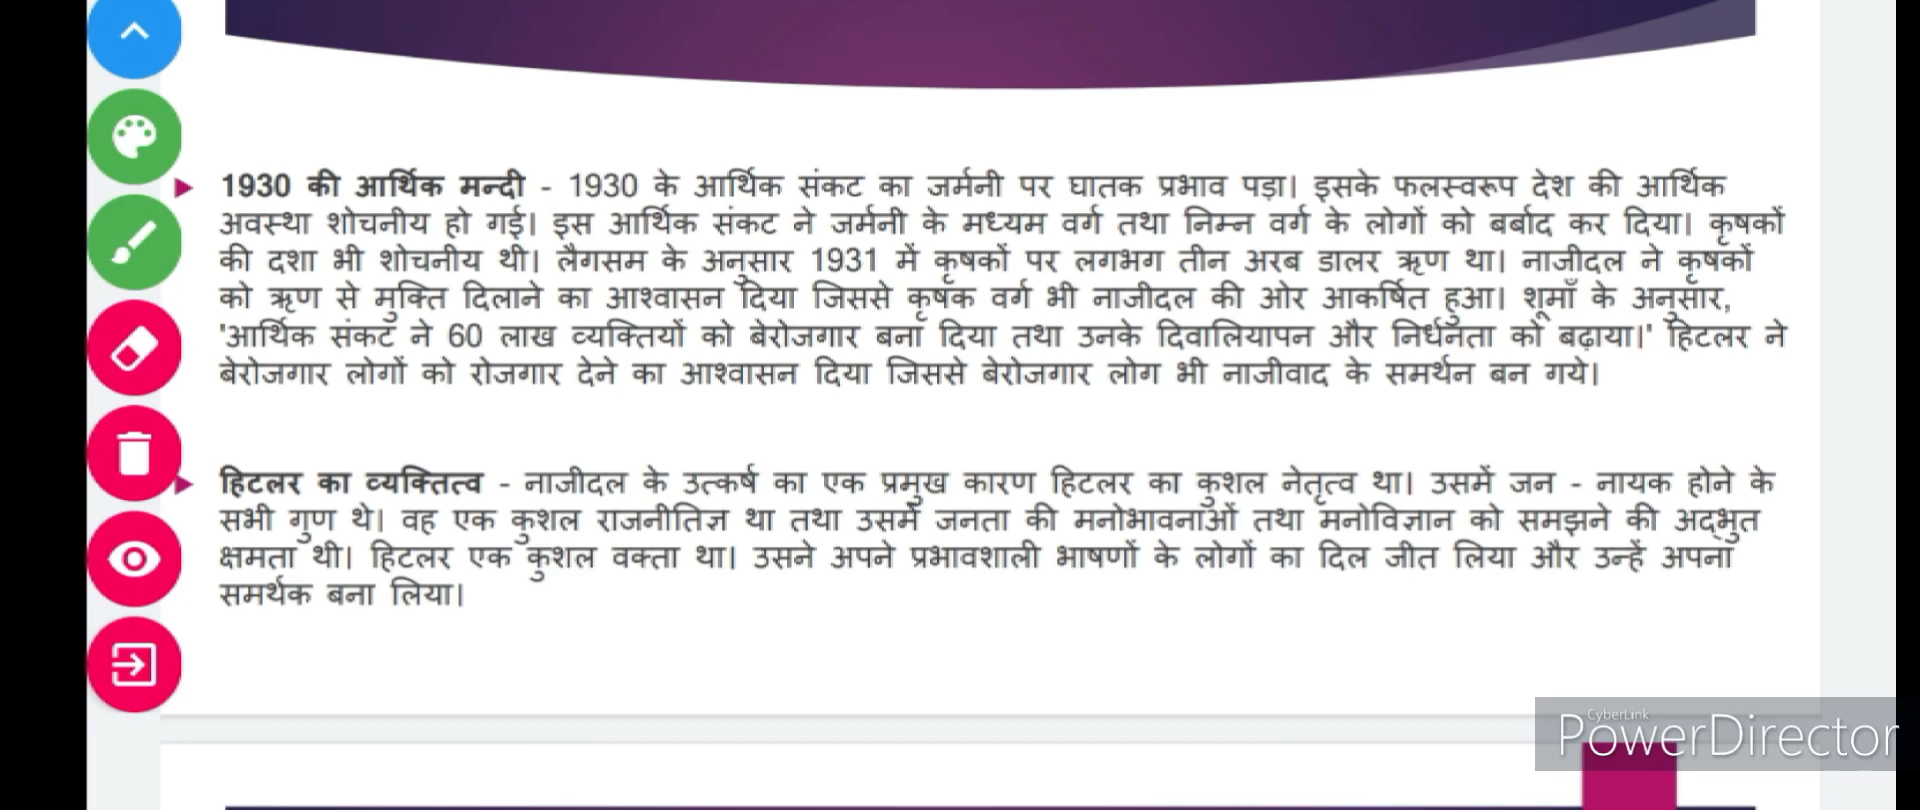 1930 की आर्थिक मन्दी - 1930 के आर्थिक संकट का जर्मनी पर घातक प्रभाव पड़ा। इसके फलस्वरूप देश की आर्थिक
अवस्था शोचनीय हो गई। इस आर्थिक संकट ने जर्मनी के मध्यम वर्ग तथा निम्न वर्ग के लोगों को बर्बाद कर दिया। कृषकों
की दशा भी शोचनीय थी। लैगसम के अनुसार 1931 में कृषकों पर लगभग तीन अरब डालर ऋण था। नाजीदल ने कृषकों
को ऋण से मुक्ति दिलाने का आश्वासन दिया जिससे कृषक वर्ग भी नाजीदल की ओर आकर्षित हुआ। शूमाँ के अनुसार,
'आर्थिक संकट ने 60 लाख व्यक्तियों को बेरोजगार बना दिया तथा उनके दिवालियापन और निर्धनता को बढ़ाया।' हिटलर ने
बेरोजगार लोगों को रोजगार देने का आश्वासन दिया जिससे बेरोजगार लोग भी नाजीवाद के समर्थन बन गये।
हिटलर का व्यक्तित्व - नाजीदल के उत्कर्ष का एक प्रमुख कारण हिटलर का कुशल नेतृत्व था। उसमें जन - नायक होने के
सभी गुण थे। वह एक कुशल राजनीतिज्ञ था तथा उसमें जनता की मनोभावनाओं तथा मनोविज्ञान को समझने की अद्भुत
क्षमता थी। हिटलर एक कुशल वक्ता था। उसने अपने प्रभावशाली भाषणों के लोगों का दिल जीत लिया और उन्हें अपना
समर्थक बना लिया।
CyberLink
PowerDirector